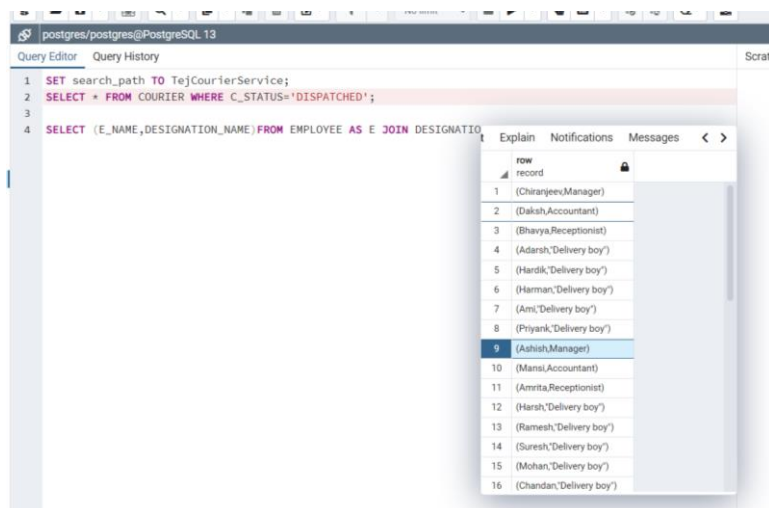 postgres/postgres@PostgreSQL 13
Query Editor Query History
Scrat
1 SET search_path TO TejCourierService;
2 SELECT * FROM COURIER WHERE C_STATUS='DISPATCHED';
3
4 SELECT (E_NAME,DESIGNATION_NAME)FROM EMPLOYEE AS E JOIN DESIGNATIO
t Explain Notifications Messages
row
record
1 (Chiranjeev,Manager)
2 (Daksh,Accountant)
3 (Bhavya,Receptionist)
4 (Adarsh,"Delivery boy")
5 (Hardik,"Delivery boy")
6 (Harman,"Delivery boy")
7 (Ami,"Delivery boy")
8 (Priyank,"Delivery boy")
9 (Ashish,Manager)
10 (Mansi,Accountant)
11 (Amrita,Receptionist)
12 (Harsh,"Delivery boy")
13 (Ramesh,"Delivery boy")
14 (Suresh,"Delivery boy")
15 (Mohan,"Delivery boy")
16 (Chandan,"Delivery boy")